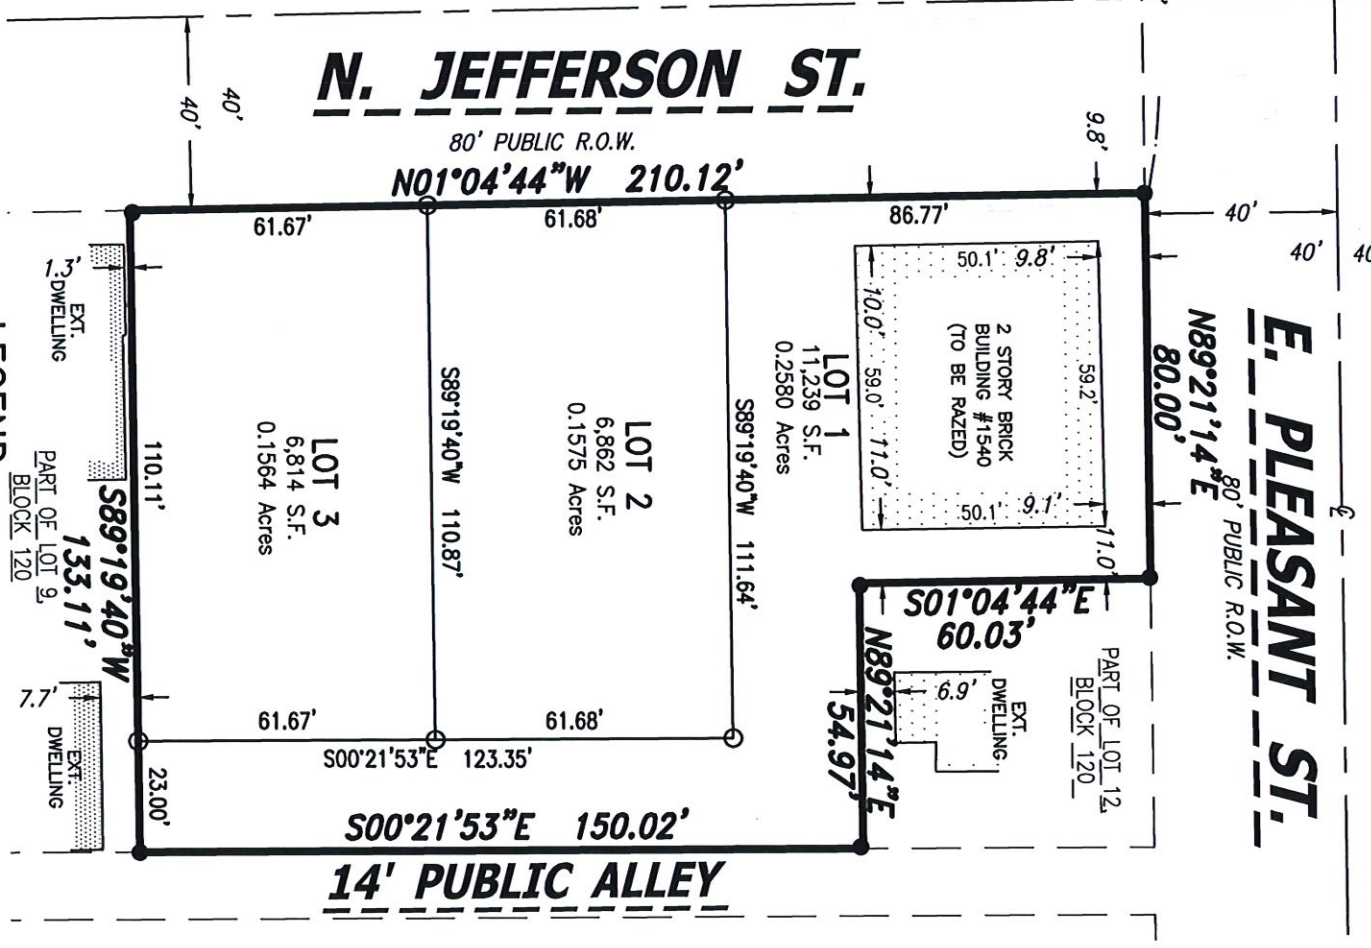 N. JEFFERSON ST.
80' PUBLIC R.O.W.
40'
40'
9.8'
N01°04'44"W 210.12'
61.67'
61.68'
86.77'
40'
40'
40
E. PLEASANT ST.
80' PUBLIC R.O.W.
N89°21'14"E
80.00'
1.3'
EXT.
DWELLING
50.1'
9.8'
10.0'
59.0'
11.0'
59.2'
2 STORY BRICK
BUILDING #1540
(TO BE RAZED)
50.1'
9.1'
11.0'
LOT 1
11,239 S.F.
0.2580 Acres
S89°19'40"W 111.64'
LOT 2
6,862 S.F.
0.1575 Acres
S89°19'40"W 110.87'
LOT 3
6,814 S.F.
0.1564 Acres
110.11'
S89°19'40"W
133.11'
PART OF LOT 9,
BLOCK 120
LEGEND
S01°04'44"E
60.03'
N89°21'14"E
54.97'
6.9'
EXT.
DWELLING
PART OF LOT 12,
BLOCK 120
7.7'
EXT.
DWELLING
61.67'
61.68'
S00°21'53"E 123.35'
23.00'
S00°21'53"E 150.02'
14' PUBLIC ALLEY